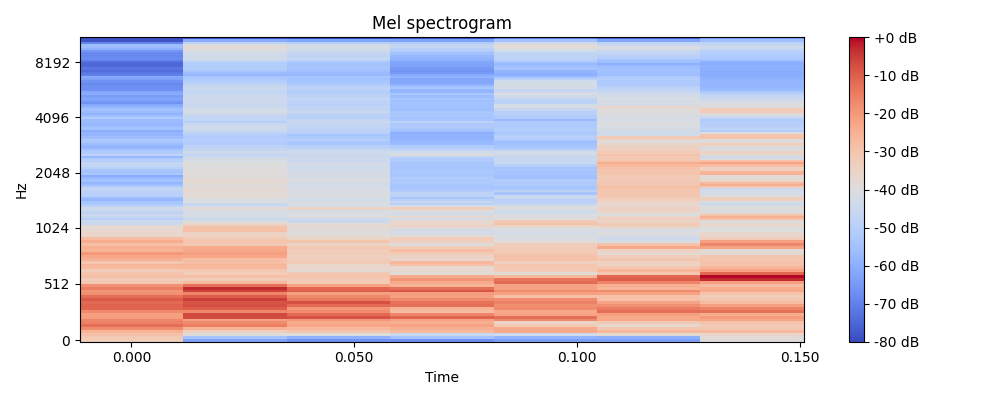 Mel spectrogram
Hz
8192
4096
2048
1024
512
0
0.000
0.050
0.100
0.150
Time
+0 dB
-10 dB
-20 dB
-30 dB
-40 dB
-50 dB
-60 dB
-70 dB
-80 dB